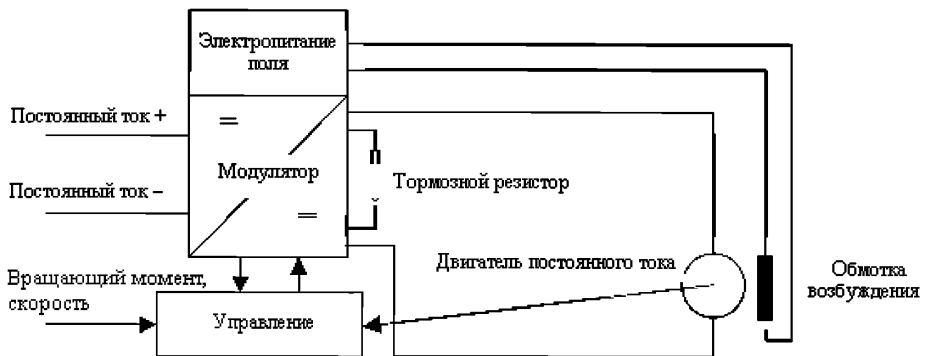 Электропитание
поля
Постоянный ток +
=
Модулятор
Тормозной резистор
Постоянный ток –
=
Двигатель постоянного тока
Обмотка
возбуждения
Вращающий момент,
скорость
Управление